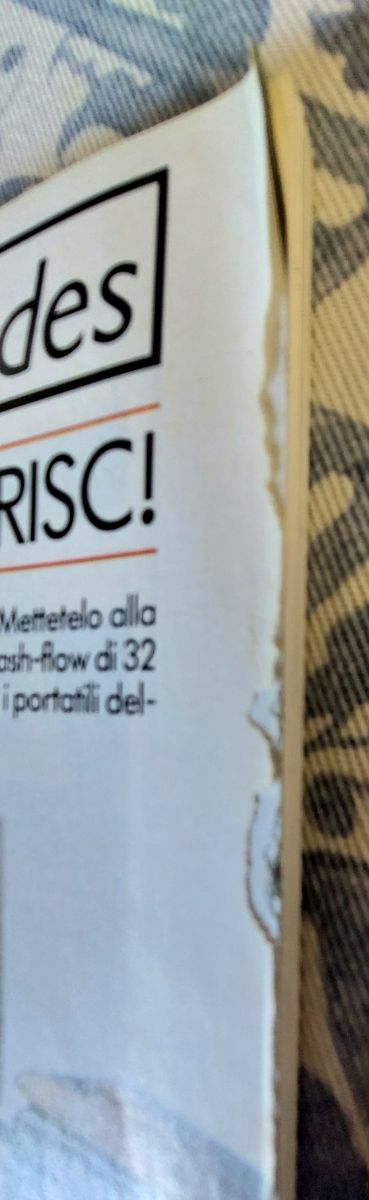 des
RISC!
Mettetelo alla
ash-flow di 32
i portatili del-